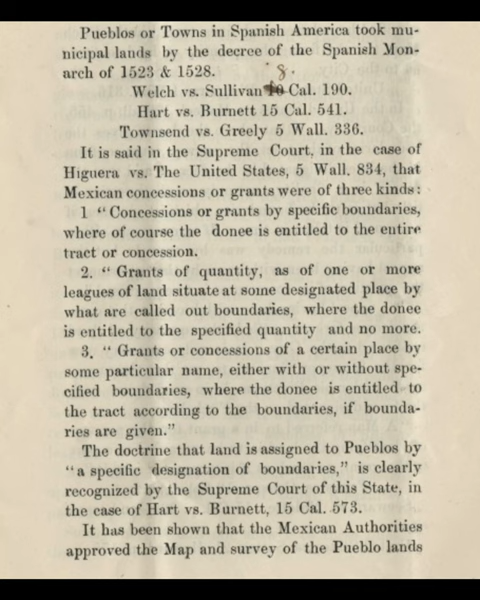 Pueblos or Towns in Spanish America took mu-
nicipal lands by the decree of the Spanish Mon-
arch of 1523 & 1528.
8.
Welch vs. Sullivan Cal. 190.
Hart vs. Burnett 15 Cal. 541.
Townsend vs. Greely 5 Wall. 336.
It is said in the Supreme Court, in the case of
Higuera vs. The United States, 5 Wall. 834, that
Mexican concessions or grants were of three kinds:
1 “Concessions or grants by specific boundaries,
where of course the donee is entitled to the entire
tract or concession.
2. “Grants of quantity, as of one or more
leagues of land situate at some designated place by
what are called out boundaries, where the donee
is entitled to the specified quantity and no more.
3. “Grants or concessions of a certain place by
some particular name, either with or without spe-
cified boundaries, where the donee is entitled to
the tract according to the boundaries, if bounda-
ries are given.”
The doctrine that land is assigned to Pueblos by
“a specific designation of boundaries,” is clearly
recognized by the Supreme Court of this State, in
the case of Hart vs. Burnett, 15 Cal. 573.
It has been shown that the Mexican Authorities
approved the Map and survey of the Pueblo lands